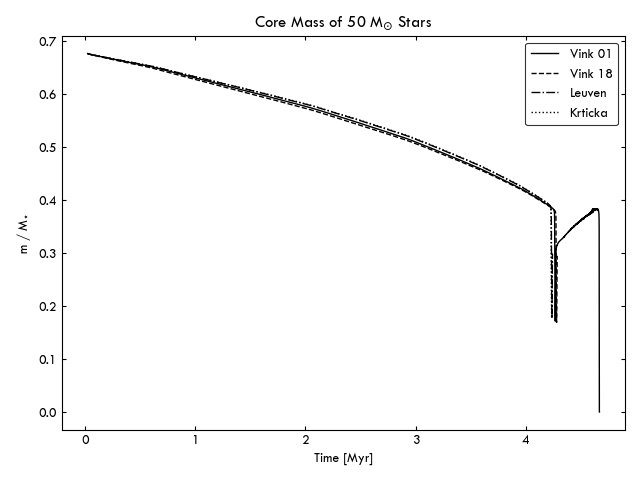 Core Mass of 50 M☉ Stars
Vink 01
Vink 18
Leuven
Krticka
0.7
0.6
0.5
0.4
0.3
0.2
0.1
0.0
m / M⋆
0 1 2 3 4
Time [Myr]